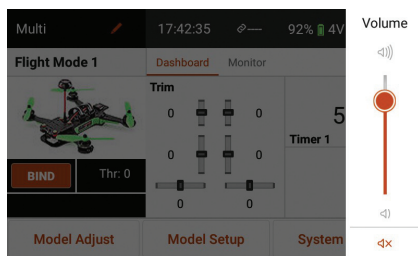 Multi 17:42:35 — 92% 4V
Volume
Flight Mode 1 Dashboard Monitor
Trim
0 0
5
Timer 1
0 0
BIND Thr: 0
0 0
Model Adjust Model Setup System